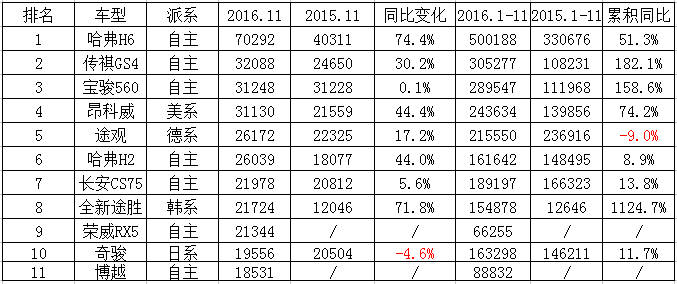 排名 车型 派系 2016.11 2015.11 同比变化 2016.1-11 2015.1-11 累积同比
1 哈弗H6 自主 70292 40311 74.4% 500188 330676 51.3%
2 传祺GS4 自主 32088 24650 30.2% 305277 108231 182.1%
3 宝骏560 自主 31248 31228 0.1% 289547 111968 158.6%
4 昂科威 美系 31130 21559 44.4% 243634 139856 74.2%
5 途观 德系 26172 22325 17.2% 215550 236916 -9.0%
6 哈弗H2 自主 26039 18077 44.0% 161642 148495 8.9%
7 长安CS75 自主 21978 20812 5.6% 189197 166323 13.8%
8 全新途胜 韩系 21724 12046 71.8% 154878 12646 1124.7%
9 荣威RX5 自主 21344 / / 66255 / /
10 奇骏 日系 19556 20504 -4.6% 163298 146211 11.7%
11 博越 自主 18531 / / 88832 / /